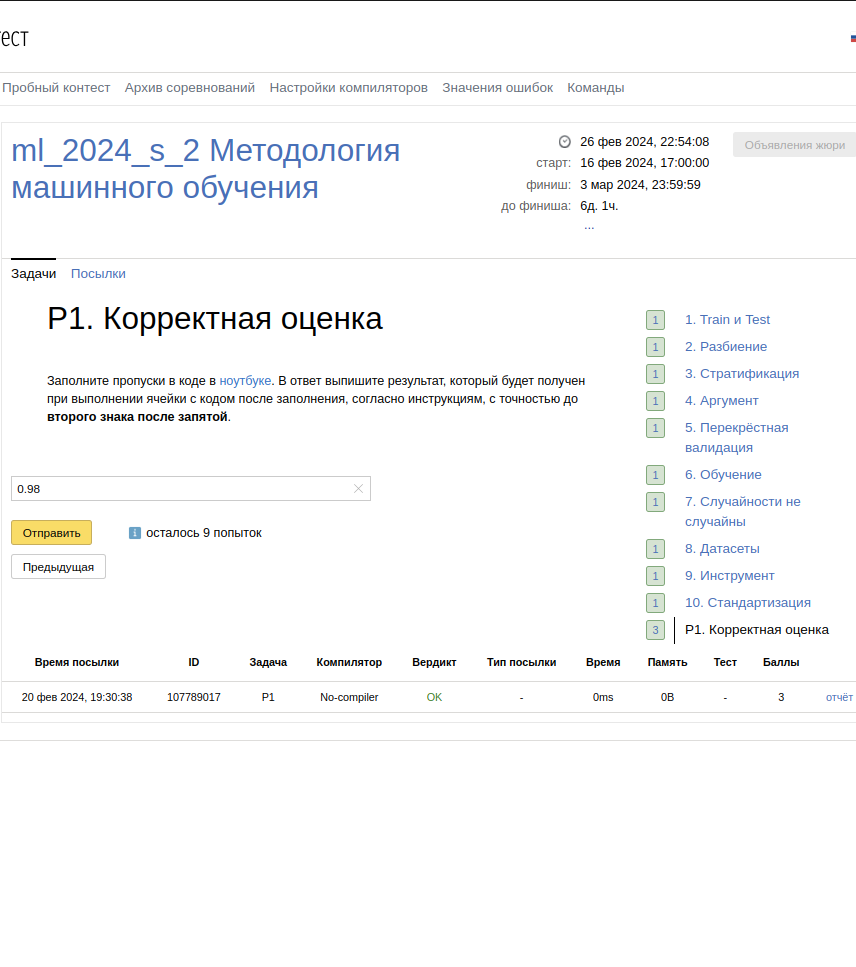 тест
Пробный контест Архив соревнований Настройки компиляторов Значения ошибок Команды
ml_2024_s_2 Методология
машинного обучения
26 фев 2024, 22:54:08
старт: 16 фев 2024, 17:00:00
финиш: 3 мар 2024, 23:59:59
до финиша: 6д. 1ч.
...
Объявления жюри
Задачи Посылки
P1. Корректная оценка
Заполните пропуски в коде в ноутбуке. В ответ выпишите результат, который будет получен
при выполнении ячейки с кодом после заполнения, согласно инструкциям, с точностью до
второго знака после запятой.
0.98
Отправить i осталось 9 попыток
Предыдущая
1 1. Train и Test
1 2. Разбиение
1 3. Стратификация
1 4. Аргумент
1 5. Перекрёстная
валидация
1 6. Обучение
1 7. Случайности не
случайны
1 8. Датасеты
1 9. Инструмент
1 10. Стандартизация
3 P1. Корректная оценка
Время посылки ID Задача Компилятор Вердикт Тип посылки Время Память Тест Баллы
20 фев 2024, 19:30:38 107789017 P1 No-compiler OK - 0ms 0B - 3 отчёт